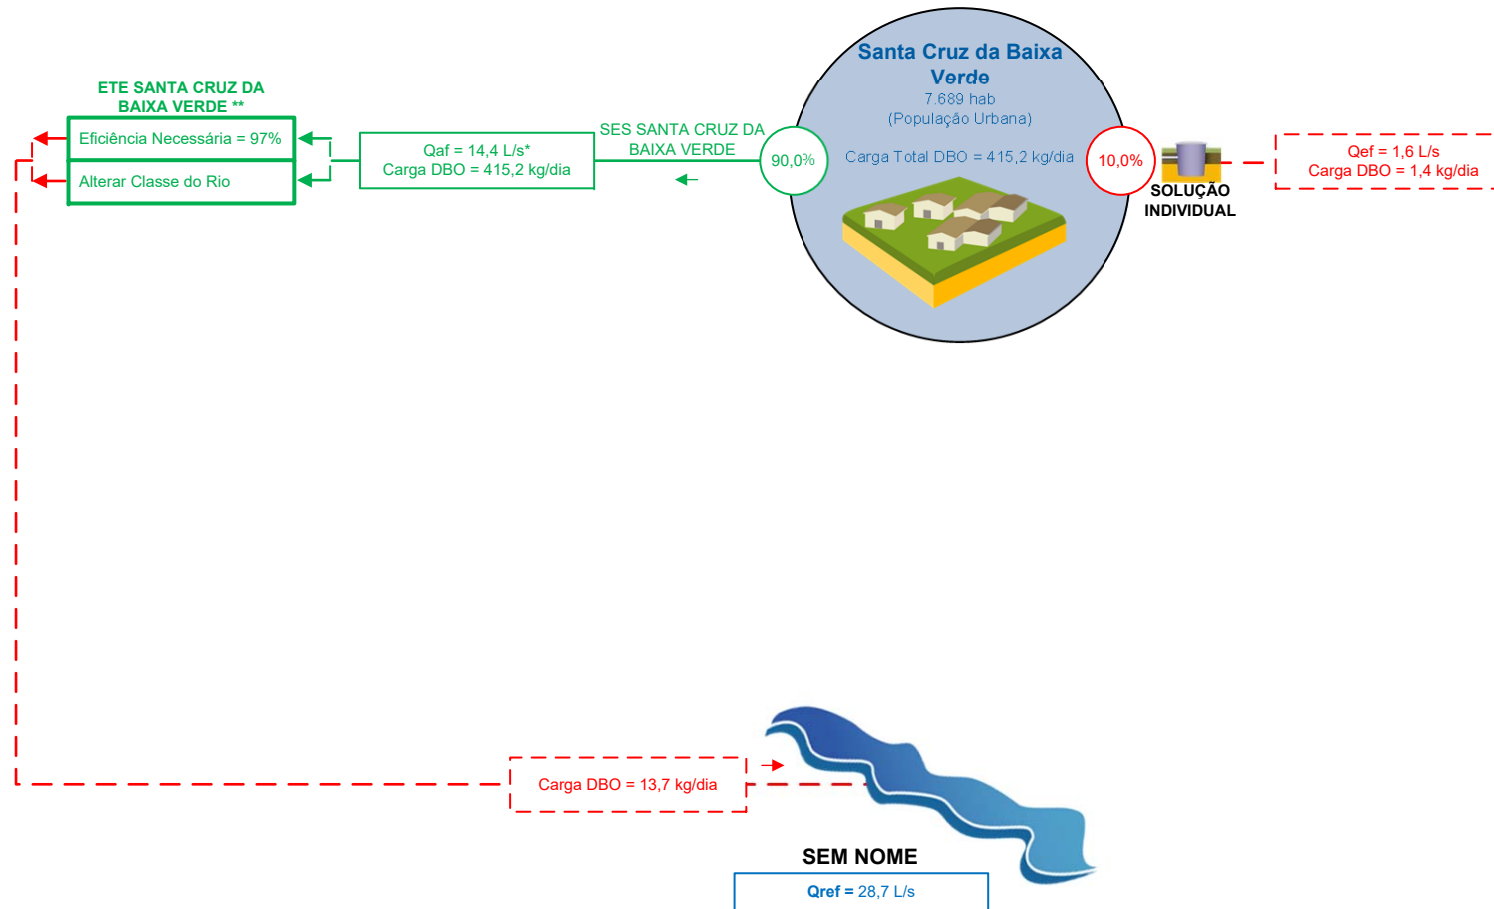 ETE SANTA CRUZ DA
BAIXA VERDE **
Eficiência Necessária = 97%
Alterar Classe do Rio
Qaf = 14,4 L/s*
Carga DBO = 415,2 kg/dia
SES SANTA CRUZ DA
BAIXA VERDE
90,0%
Santa Cruz da Baixa
Verde
7.689 hab
(População Urbana)
Carga Total DBO = 415,2 kg/dia
10,0%
SOLUÇÃO
INDIVIDUAL
Qef = 1,6 L/s
Carga DBO = 1,4 kg/dia
Carga DBO = 13,7 kg/dia
SEM NOME
Qref = 28,7 L/s